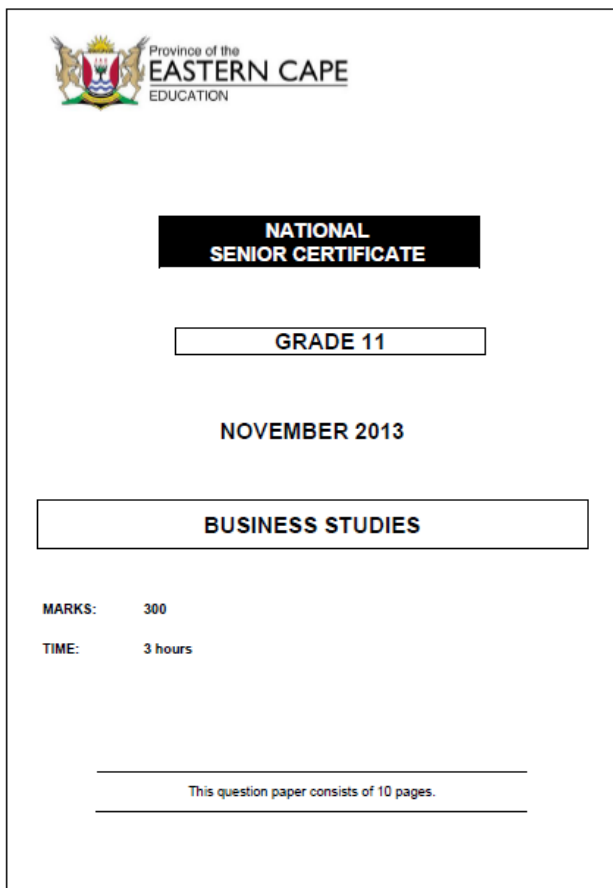 Province of the
EASTERN CAPE
EDUCATION
NATIONAL
SENIOR CERTIFICATE
GRADE 11
NOVEMBER 2013
BUSINESS STUDIES
MARKS: 300
TIME: 3 hours
This question paper consists of 10 pages.